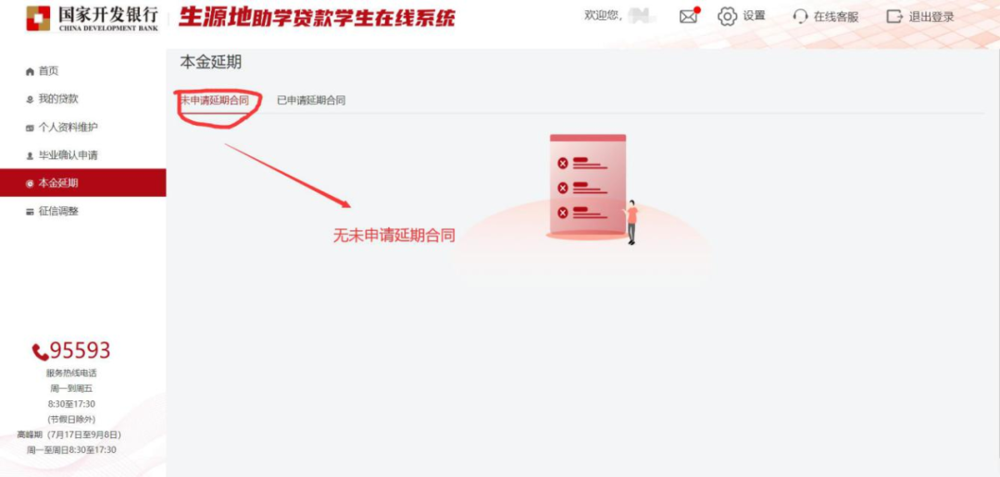 国家开发银行
CHINA DEVELOPMENT BANK
生源地助学贷款学生在线系统
欢迎您,
设置
在线客服
退出登录
首页
我的贷款
个人资料维护
毕业确认申请
本金延期
征信调整
本金延期
未申请延期合同
已申请延期合同
无未申请延期合同
95593
服务热线电话
周一到周五
8:30至17:30
(节假日除外)
高峰期 (7月17日至9月8日)
周一至周日8:30至17:30